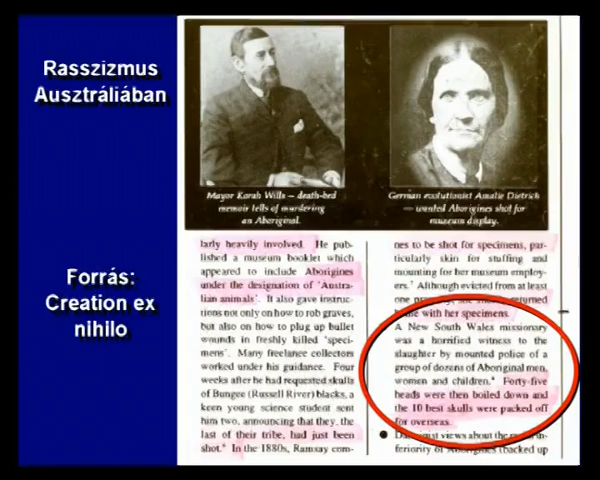 Rasszizmus
Ausztráliában
Forrás:
Creation ex
nihilo
Mayor Korah Wills – death-bed
memoir tells of murdering
an Aboriginal.
German evolutionist Amalie Dietrich
— wanted Aborigines shot for
museum display.
larly heavily involved. He pub-
lished a museum booklet which
appeared to include Aborigines
under the designation of 'Austra-
lian animals'. It also gave instruc-
tions not only on how to rob graves,
but also on how to plug up bullet
wounds in freshly killed 'speci-
mens'. Many freelance collectors
worked under his guidance. Four
weeks after he had requested skulls
of Bungee (Russell River) blacks, a
keen young science student sent
him two, announcing that they, the
last of their tribe, had just been
shot. In the 1880s, Ramsay com-
nes to be shot for specimens, par-
ticularly skin for stuffing and
mounting for her museum employ-
ers. Although evicted from at least
one she returned
with her specimens.
A New South Wales missionary
was a horrified witness to the
slaughter by mounted police of a
group of dozens of Aboriginal men,
women and children. Forty-five
heads were then boiled down and
the 10 best skulls were packed off
for overseas.
views about the in-
feriority of Aborigines (backed up